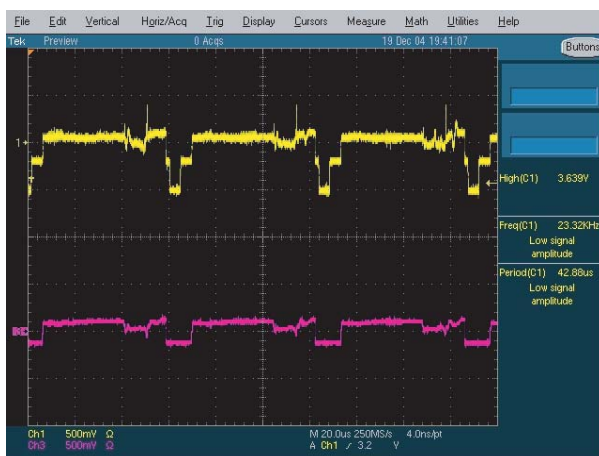 File Edit Vertical Horiz/Acq Trig Display Cursors Measure Math Utilities Help
Tek Preview 0 Acqs 19 Dec 04 19:41:07
Buttons
1
High(C1) 3.639V
Freq(C1) 23.32KHz
Low signal
amplitude
Period(C1) 42.88us
Low signal
amplitude
Ch1 500mV Ω M 20.0us 250MS/s 4.0ns/pt
Ch3 500mV Ω A Ch1 3.2 V